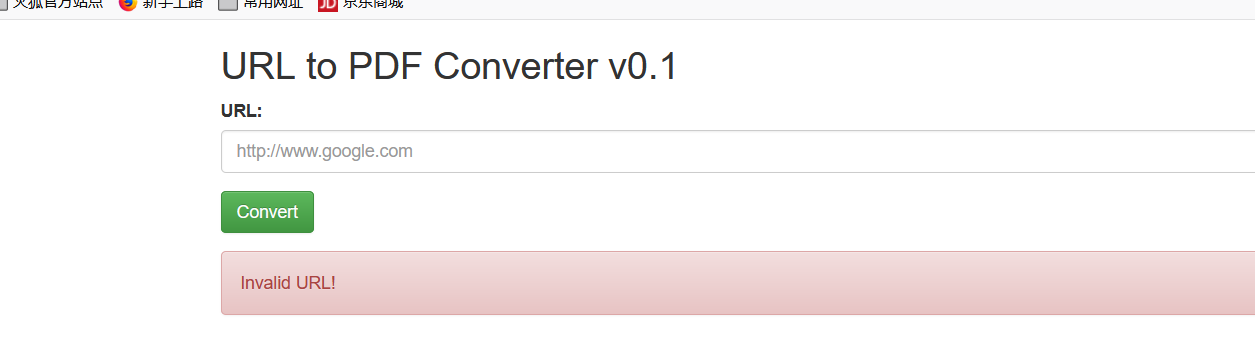 火狐官方站点 新手上路 常用网址 JD 京东商城
URL to PDF Converter v0.1
URL:
http://www.google.com
Convert
Invalid URL!